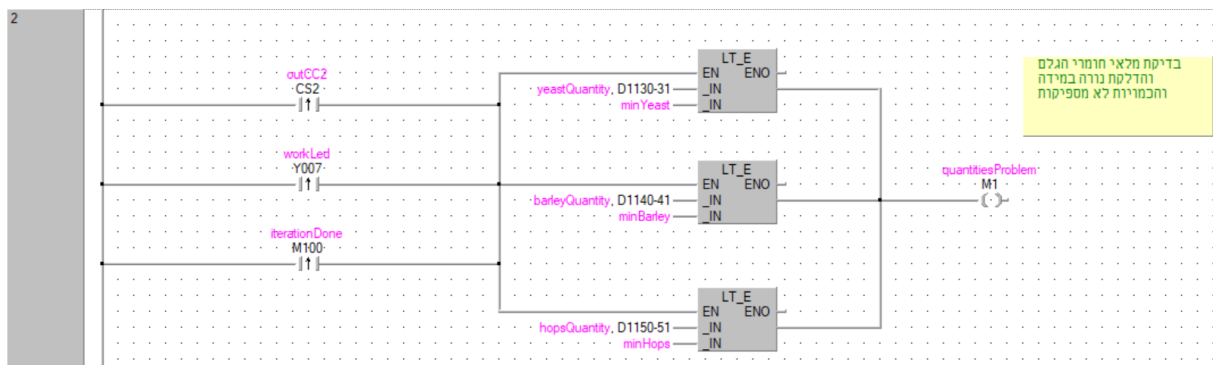 2
outCC2
CS2
workLed
Y007
iterationDone
M100
LT_E
EN ENO
yeastQuantity, D1130-31 _IN
minYeast _IN
LT_E
EN ENO
barleyQuantity, D1140-41 _IN
minBarley _IN
LT_E
EN ENO
hopsQuantity, D1150-51 _IN
minHops _IN
בדיקת מלאי חומרי הגלם
והדלקת נורה במידה
והכמויות לא מספיקות
quantitiesProblem
M1